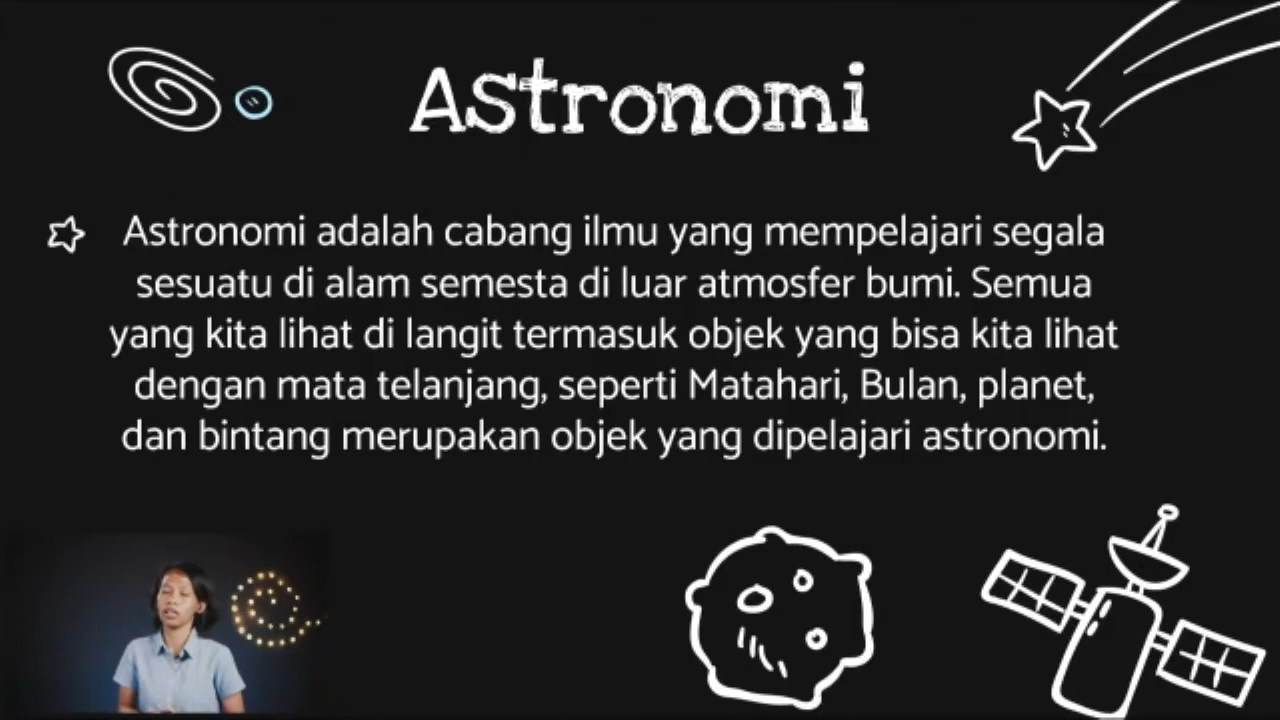 Astronomi
Astronomi adalah cabang ilmu yang mempelajari segala
sesuatu di alam semesta di luar atmosfer bumi. Semua
yang kita lihat di langit termasuk objek yang bisa kita lihat
dengan mata telanjang, seperti Matahari, Bulan, planet,
dan bintang merupakan objek yang dipelajari astronomi.